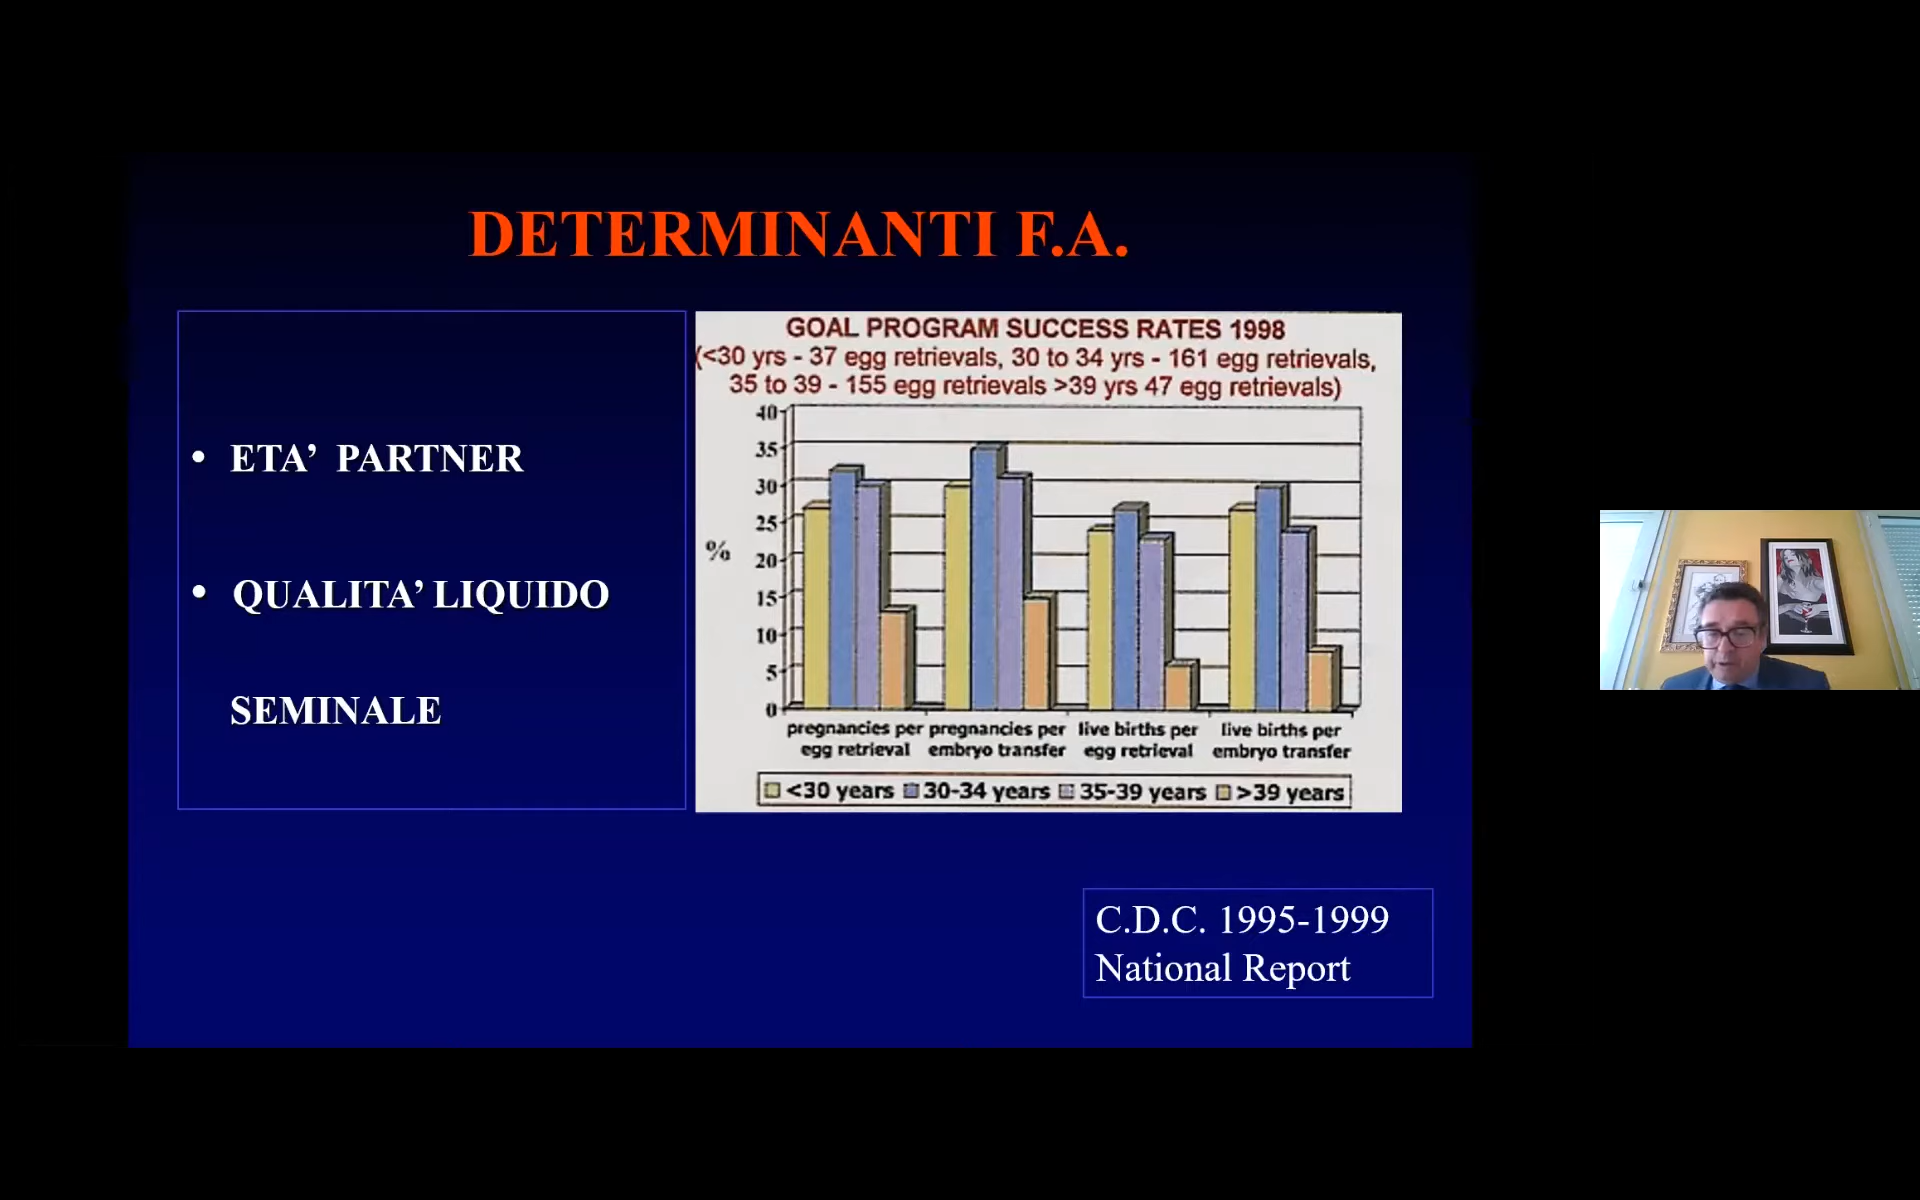 DETERMINANTI F.A.
• ETA’ PARTNER
• QUALITA’ LIQUIDO
SEMINALE
GOAL PROGRAM SUCCESS RATES 1998
(<30 yrs - 37 egg retrievals, 30 to 34 yrs - 161 egg retrievals,
35 to 39 - 155 egg retrievals >39 yrs 47 egg retrievals)
40
35
30
25
%
20
15
10
5
0
pregnancies per egg retrieval
pregnancies per embryo transfer
live births per egg retrieval
live births per embryo transfer
<30 years 30-34 years 35-39 years >39 years
C.D.C. 1995-1999
National Report